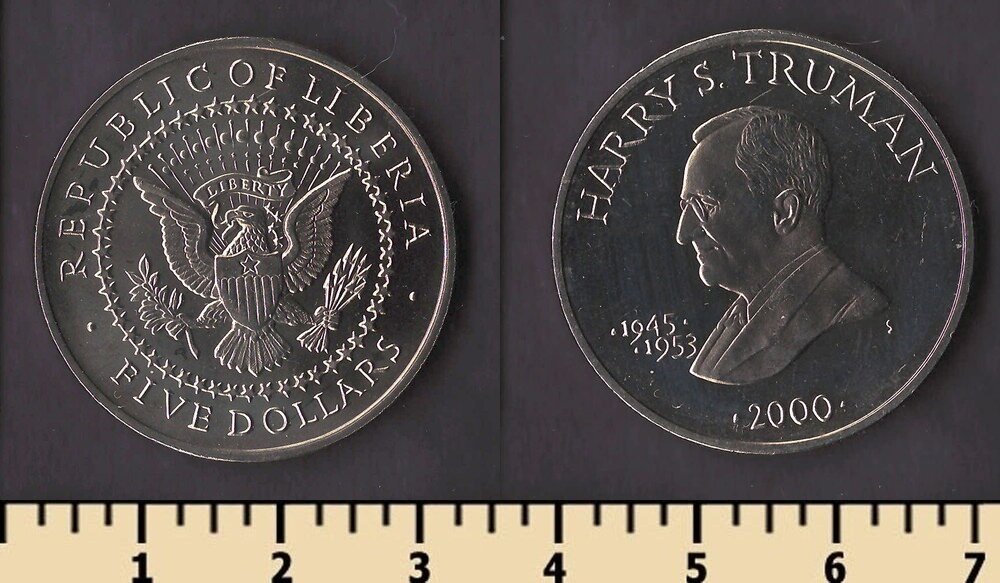 REPUBLIC OF LIBERIA
LIBERTY
FIVE DOLLARS
HARRY S. TRUMAN
·1945·
·1953
S
·2000·
1 2 3 4 5 6 7